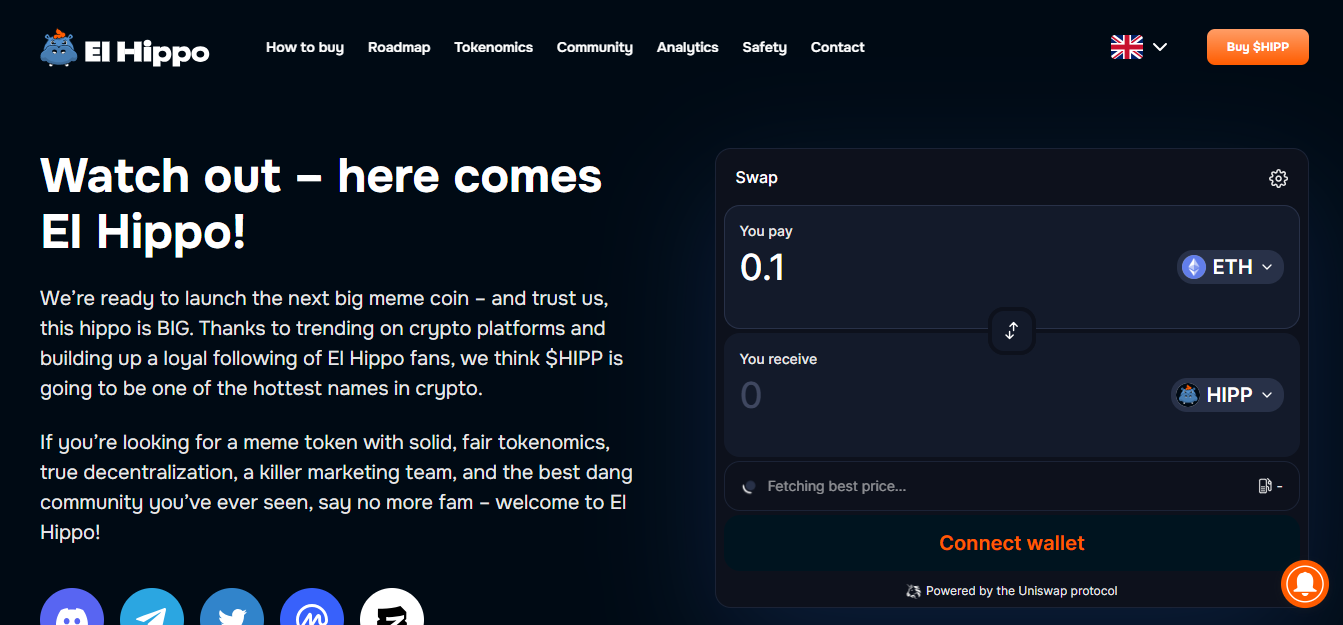 El Hippo
How to buy
Roadmap
Tokenomics
Community
Analytics
Safety
Contact
Buy $HIPP
Watch out – here comes
El Hippo!
We’re ready to launch the next big meme coin – and trust us,
this hippo is BIG. Thanks to trending on crypto platforms and
building up a loyal following of El Hippo fans, we think $HIPP is
going to be one of the hottest names in crypto.
If you’re looking for a meme token with solid, fair tokenomics,
true decentralization, a killer marketing team, and the best dang
community you’ve ever seen, say no more fam – welcome to El
Hippo!
Swap
You pay
0.1
ETH
You receive
0
HIPP
Fetching best price...
-
Connect wallet
Powered by the Uniswap protocol